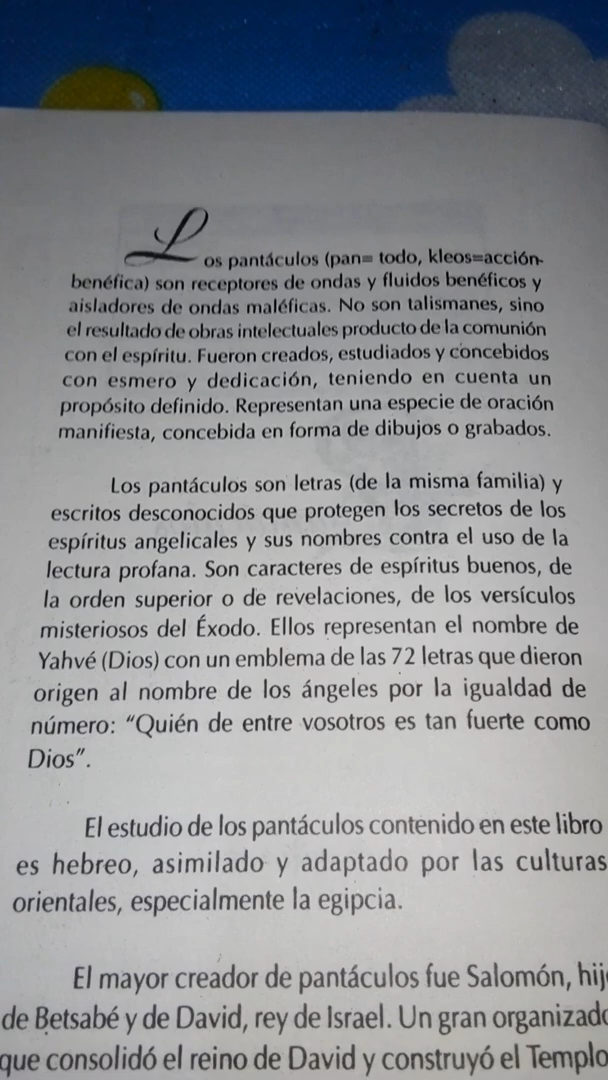 Los pantáculos (pan= todo, kleos=acción-
benéfica) son receptores de ondas y fluidos benéficos y
aisladores de ondas maléficas. No son talismanes, sino
el resultado de obras intelectuales producto de la comunión
con el espíritu. Fueron creados, estudiados y concebidos
con esmero y dedicación, teniendo en cuenta un
propósito definido. Representan una especie de oración
manifiesta, concebida en forma de dibujos o grabados.
Los pantáculos son letras (de la misma familia) y
escritos desconocidos que protegen los secretos de los
espíritus angelicales y sus nombres contra el uso de la
lectura profana. Son caracteres de espíritus buenos, de
la orden superior o de revelaciones, de los versículos
misteriosos del Éxodo. Ellos representan el nombre de
Yahvé (Dios) con un emblema de las 72 letras que dieron
origen al nombre de los ángeles por la igualdad de
número: “Quién de entre vosotros es tan fuerte como
Dios”.
El estudio de los pantáculos contenido en este libro
es hebreo, asimilado y adaptado por las culturas
orientales, especialmente la egipcia.
El mayor creador de pantáculos fue Salomón, hij
de Betsabé y de David, rey de Israel. Un gran organizad
que consolidó el reino de David y construyó el Templo